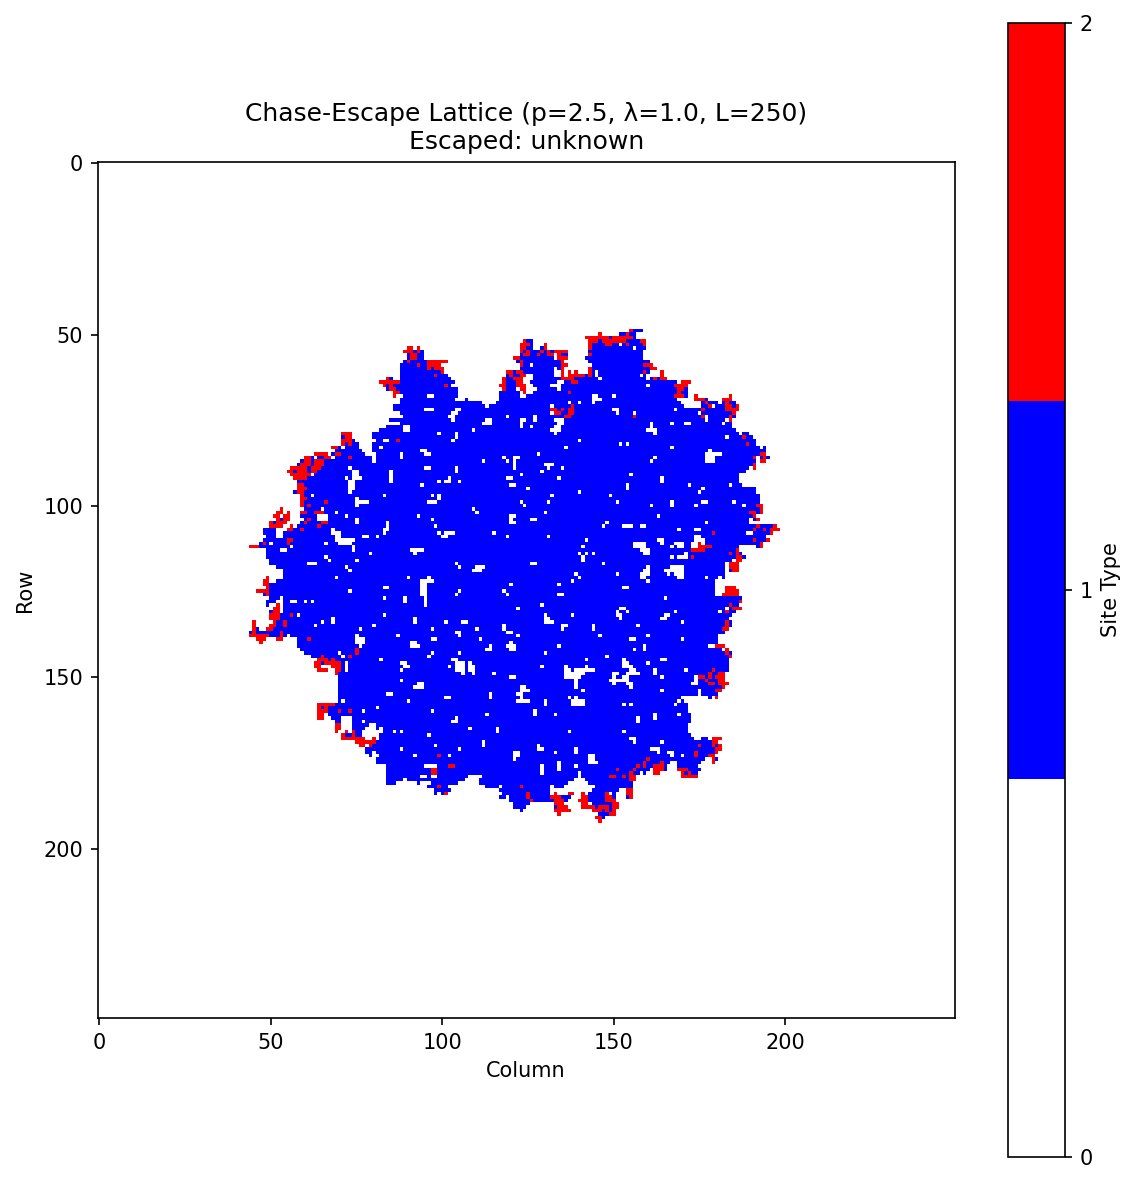 Chase-Escape Lattice (p=2.5, λ=1.0, L=250)
Escaped: unknown
0
50
100
150
200
Row
0
50
100
150
200
Column
2
1
0
Site Type